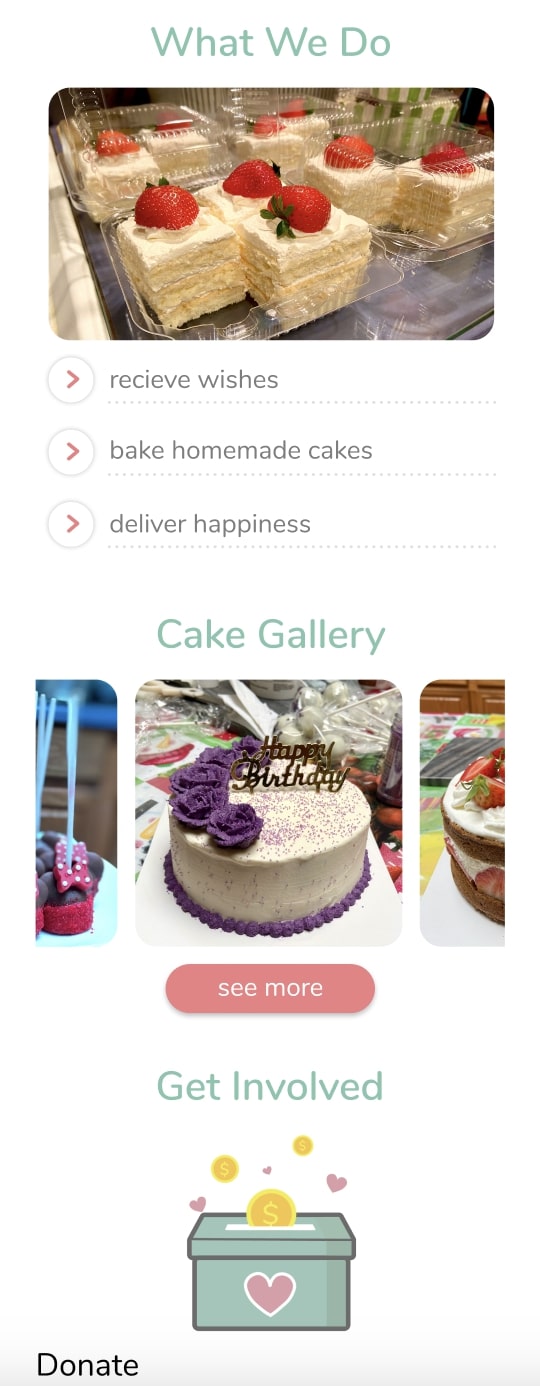 What We Do
recieve wishes
bake homemade cakes
deliver happiness
Cake Gallery
Happy
Birthday
see more
Get Involved
$
$
$
Donate